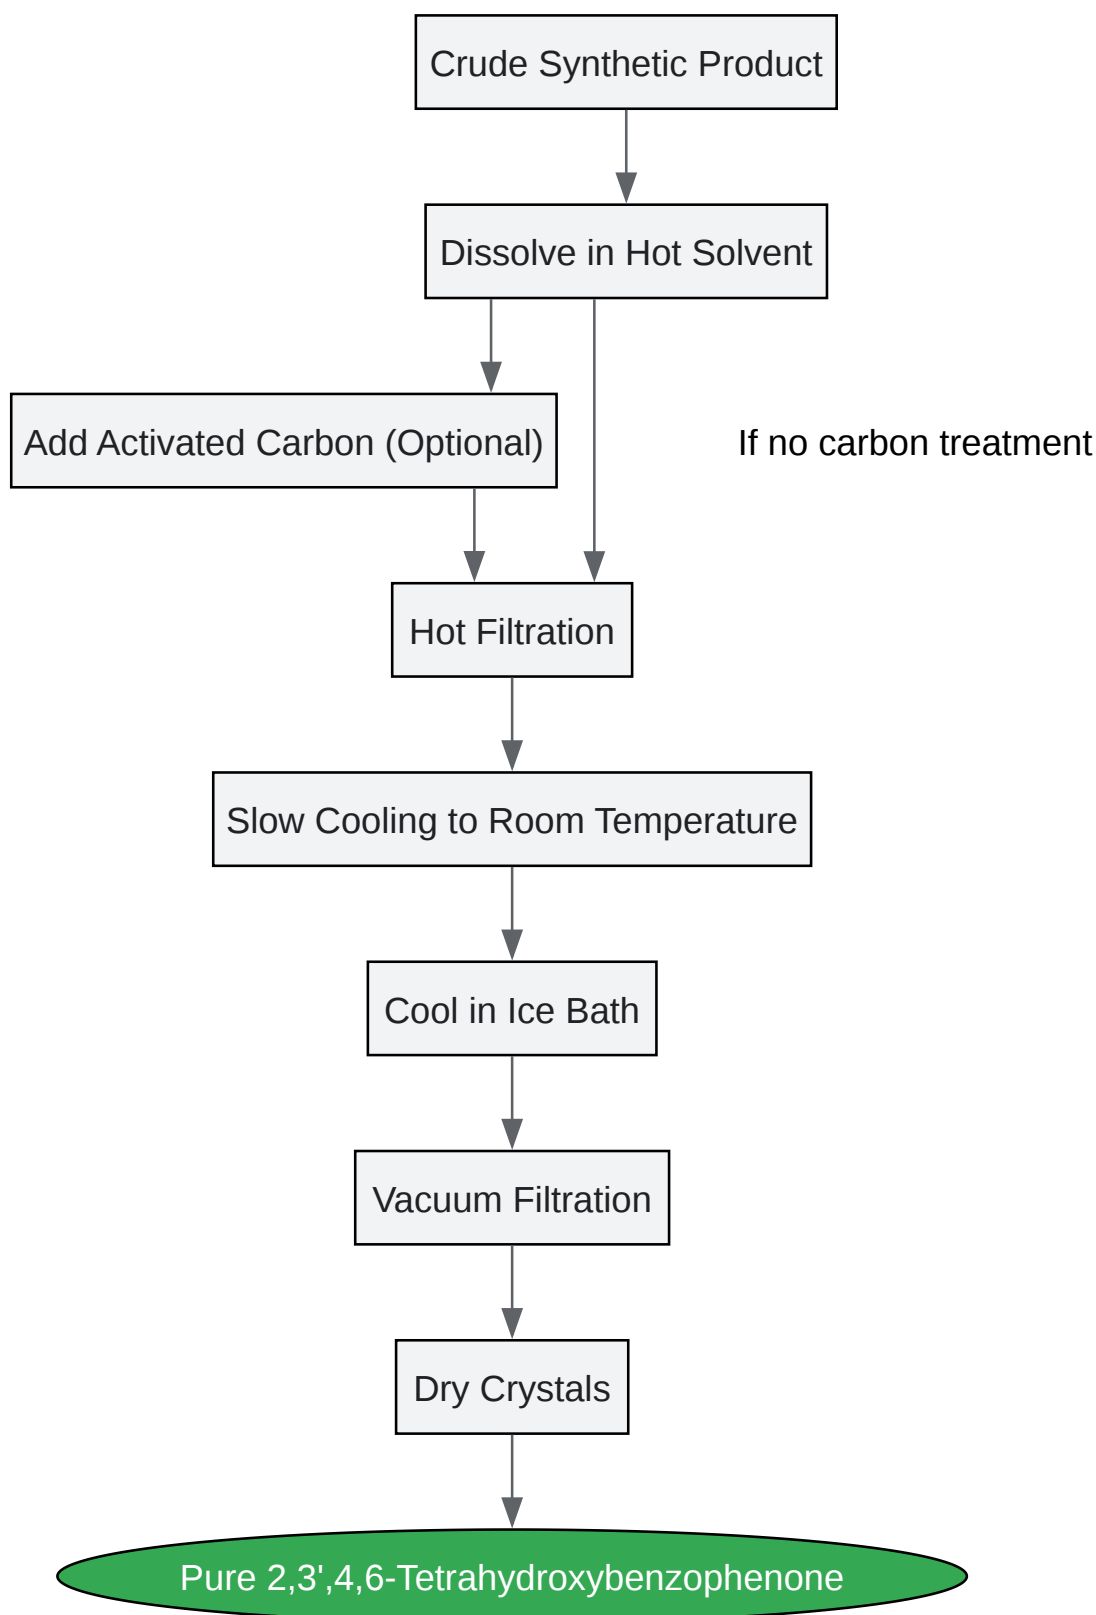 Crude Synthetic Product
Dissolve in Hot Solvent
Add Activated Carbon (Optional)
If no carbon treatment
Hot Filtration
Slow Cooling to Room Temperature
Cool in Ice Bath
Vacuum Filtration
Dry Crystals
Pure 2,3',4,6-Tetrahydroxybenzophenone